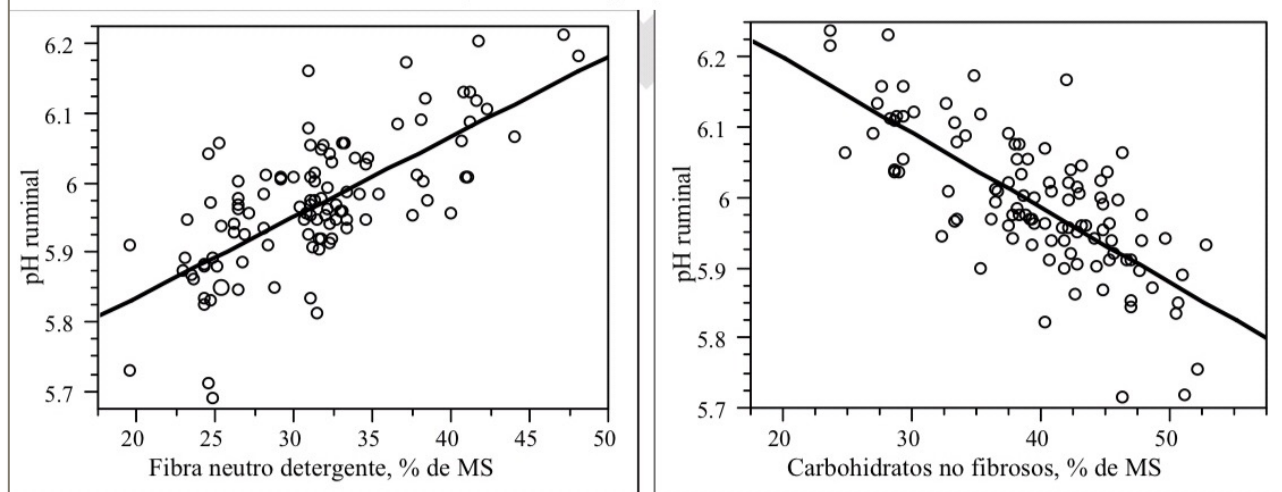 pH ruminal
6.2
6.1
6
5.9
5.8
5.7
20 25 30 35 40 45 50
Fibra neutro detergente, % de MS
pH ruminal
6.2
6.1
6
5.9
5.8
5.7
20 30 40 50
Carbohidratos no fibrosos, % de MS